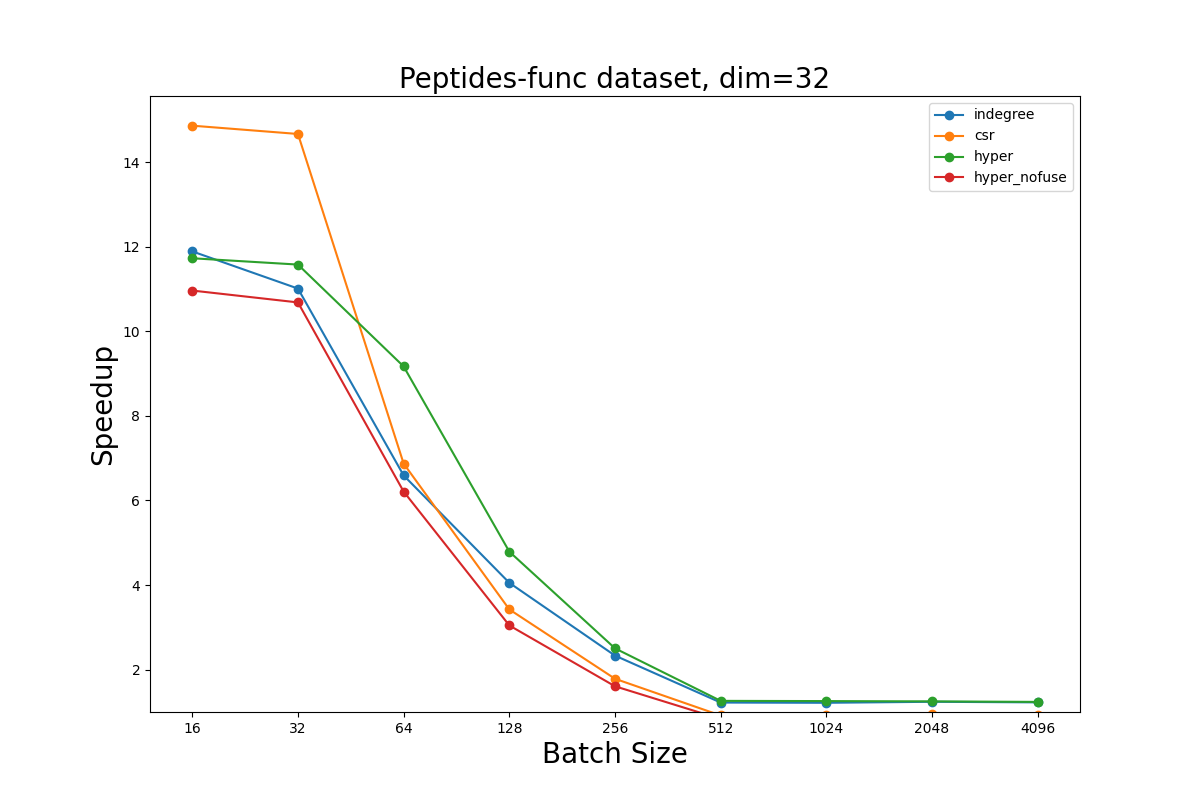 Peptides-func dataset, dim=32
indegree
csr
hyper
hyper_nofuse
14
12
10
8
6
4
2
Speedup
16 32 64 128 256 512 1024 2048 4096
Batch Size